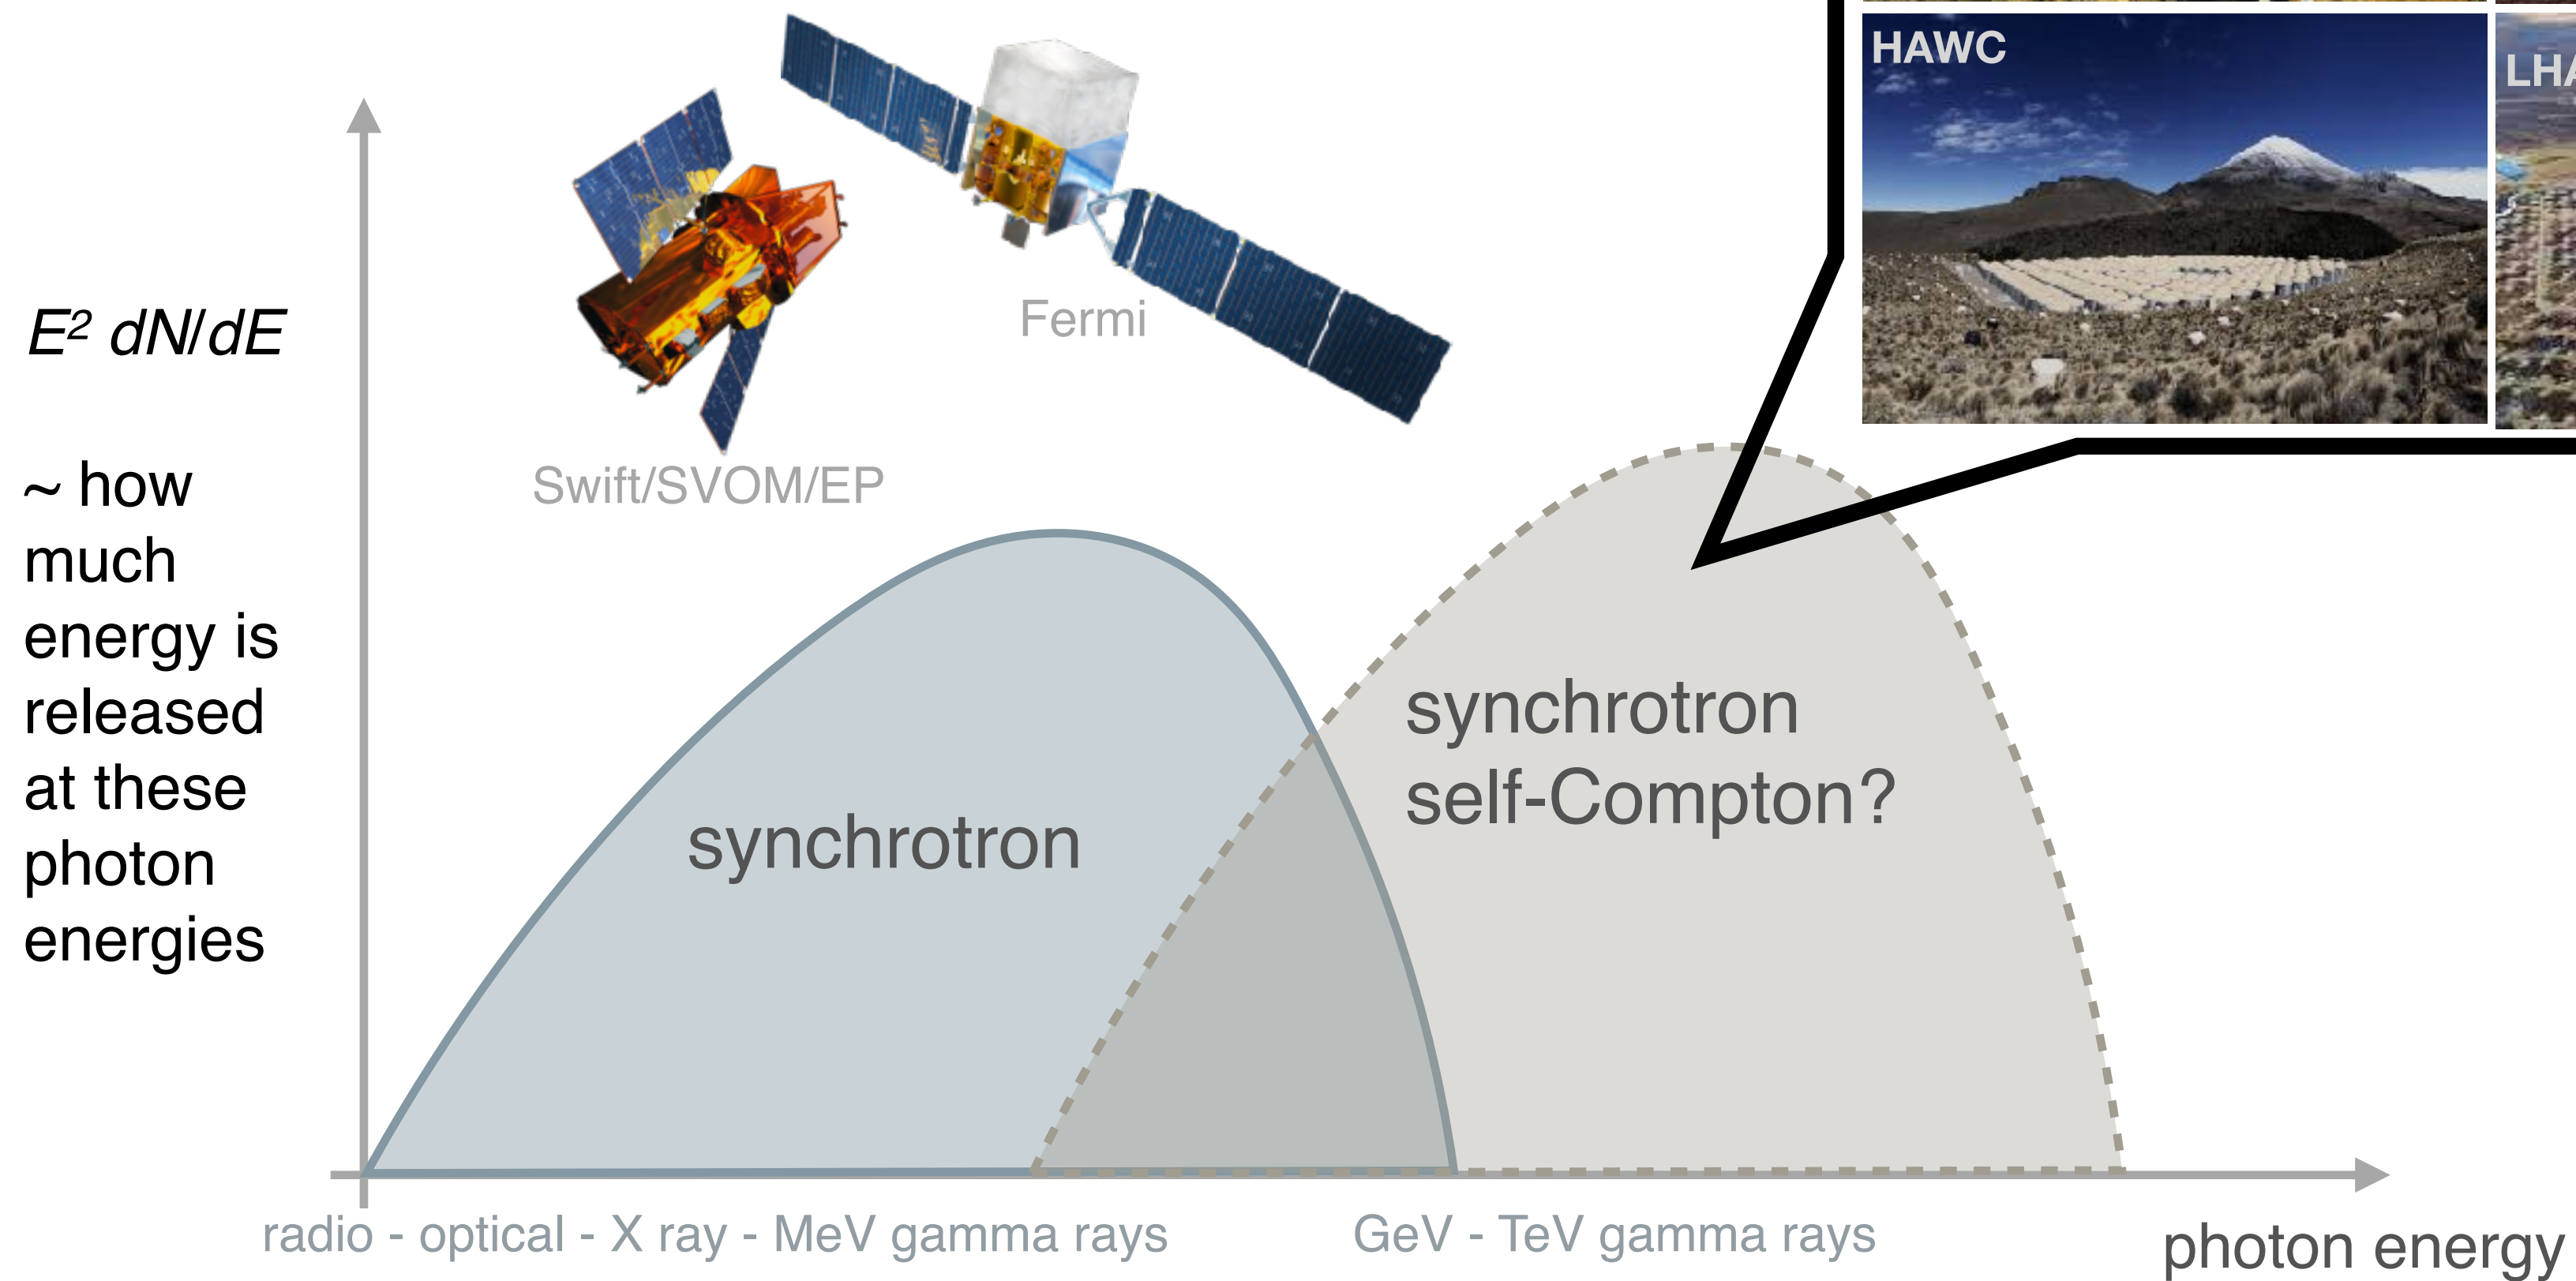 HAWC
Fermi
E² dN/dE
Swift/SVOM/EP
~ how
much
energy is
released
at these
photon
energies
synchrotron
self-Compton?
synchrotron
radio - optical - X ray - MeV gamma rays
GeV - TeV gamma rays
photon energy